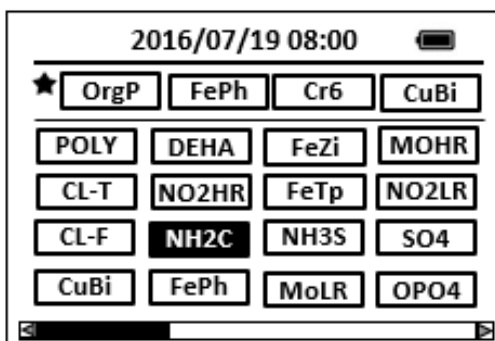 2016/07/19 08:00
OrgP FePh Cr6 CuBi
POLY DEHA FeZi MOHR
CL-T NO2HR FeTp NO2LR
CL-F NH2C NH3S SO4
CuBi FePh MoLR OPO4